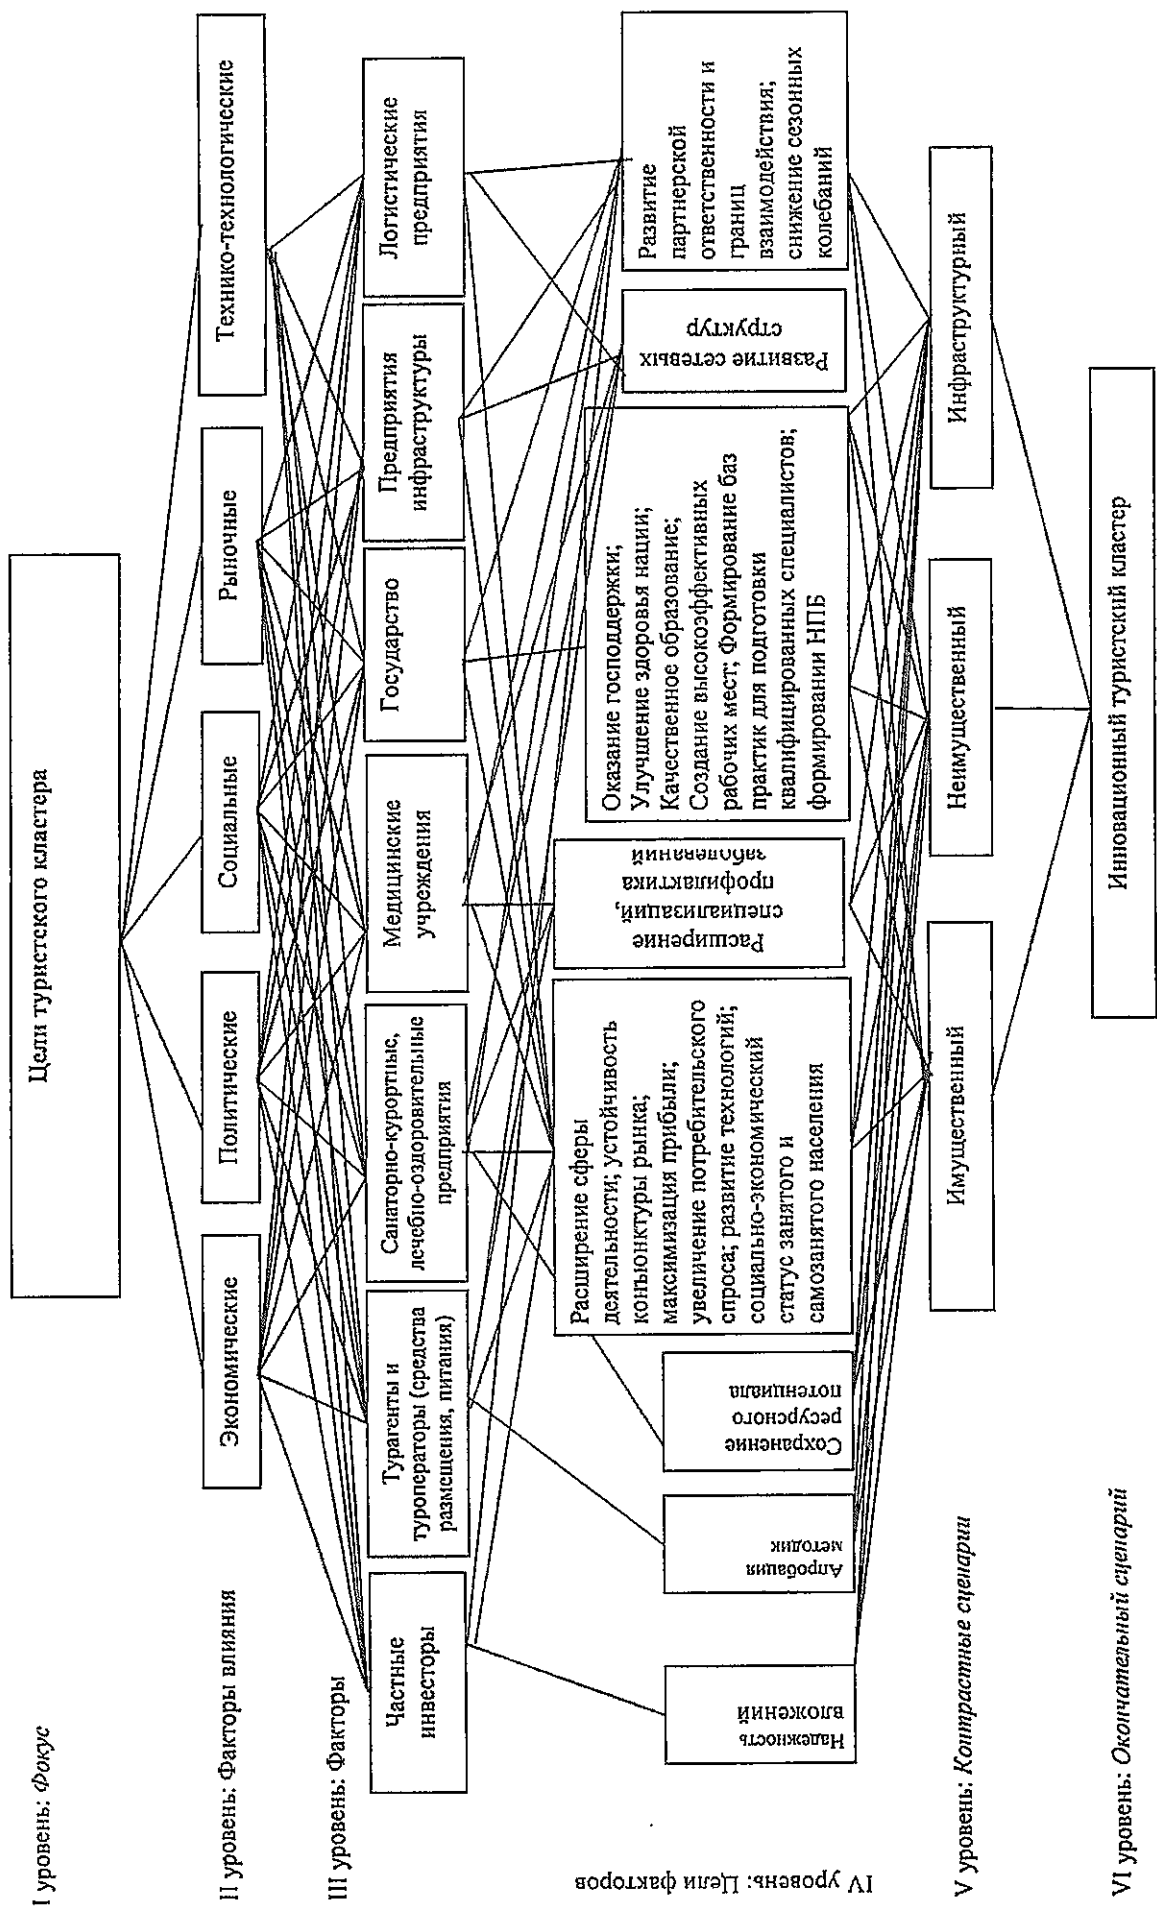 I уровень: Фокус
Цели туристского кластера
II уровень: Факторы влияния
Экономические
Политические
Социальные
Рыночные
Технико-технологические
III уровень: Факторы
Частные
инвесторы
Турагенты и
туроператоры (средства
размещения, питания)
Санаторно-курортные,
лечебно-оздоровительные
предприятия
Медицинские
учреждения
Государство
Предприятия
инфраструктуры
Логистические
предприятия
IV уровень: Цели факторов
Надежность
вложений
Апробация
методик
Сохранение
ресурсного
потенциала
Расширение сферы
деятельности; устойчивость
конъюнктуры рынка;
максимизация прибыли;
увеличение потребительского
спроса; развитие технологий;
социально-экономический
статус занятого и
самозанятого населения
Расширение
специализаций,
профилактика
заболеваний
Оказание господдержки;
Улучшение здоровья нации;
Качественное образование;
Создание высокоэффективных
рабочих мест; Формирование баз
практик для подготовки
квалифицированных специалистов;
формировании НПБ
Развитие сетевых
структур
Развитие
партнерской
ответственности и
границ
взаимодействия;
снижение сезонных
колебаний
V уровень: Контрастные сценарии
Имущественный
Неимущественный
Инфраструктурный
VI уровень: Окончательный сценарий
Инновационный туристский кластер